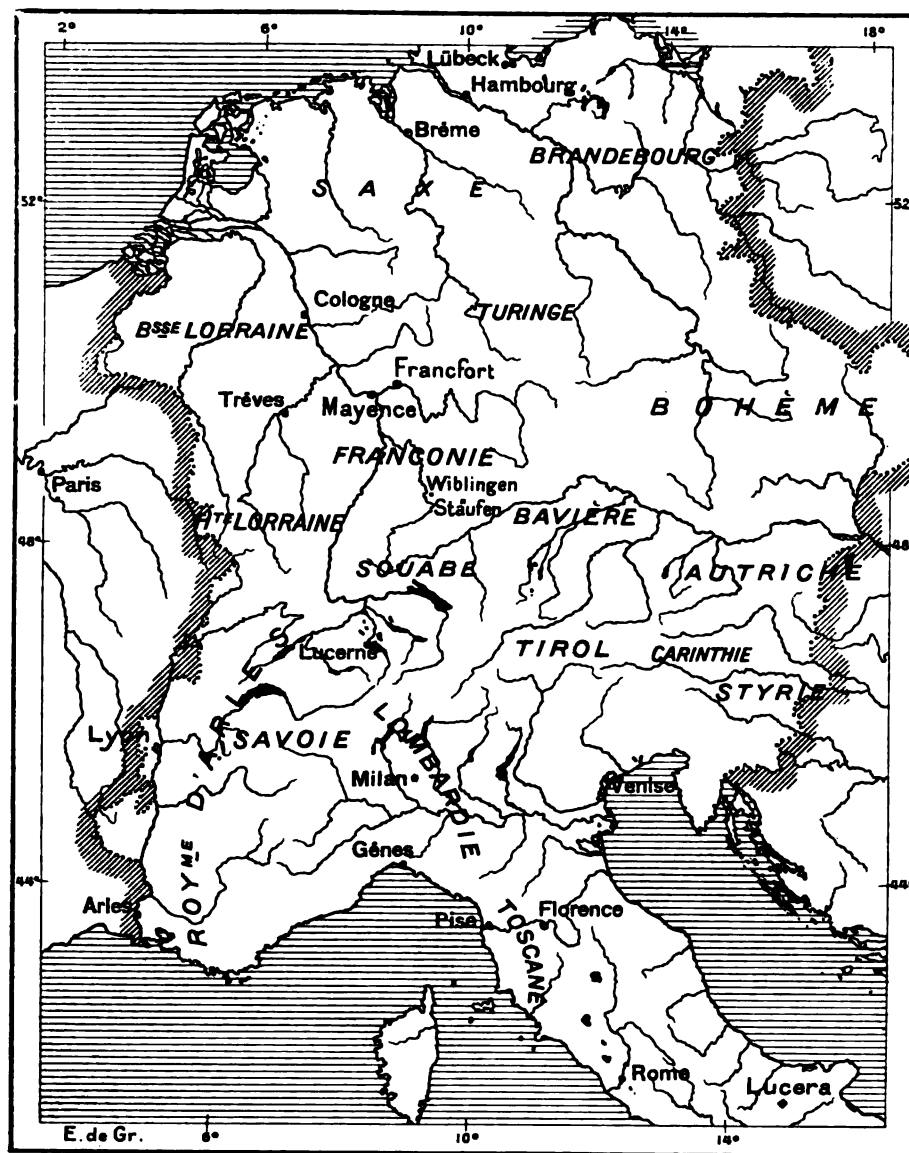 2° 6° 10° 14° 18°
Lübeck
Hambourg
Brême
BRANDEBOURG
SAXE
52° 52°
Cologne
TURINGE
BSSE LORRAINE
Francfort
Trèves
Mayence
BOHÈME
FRANCONIE
Paris
Wiblingen
Staufen
HTE LORRAINE
BAVIÈRE
48° 48°
SOUABE
AUTRICHE
Lucerne
TIROL
CARINTHIE
STYRIE
Lyon
SAVOIE
LOMBARDIE
ROYME D'ARLES
Milan
Venise
Gênes
44° 44°
Arles
Pise
Florence
TOSCANE
Rome
Lucera
E. de Gr.
6° 10° 14°